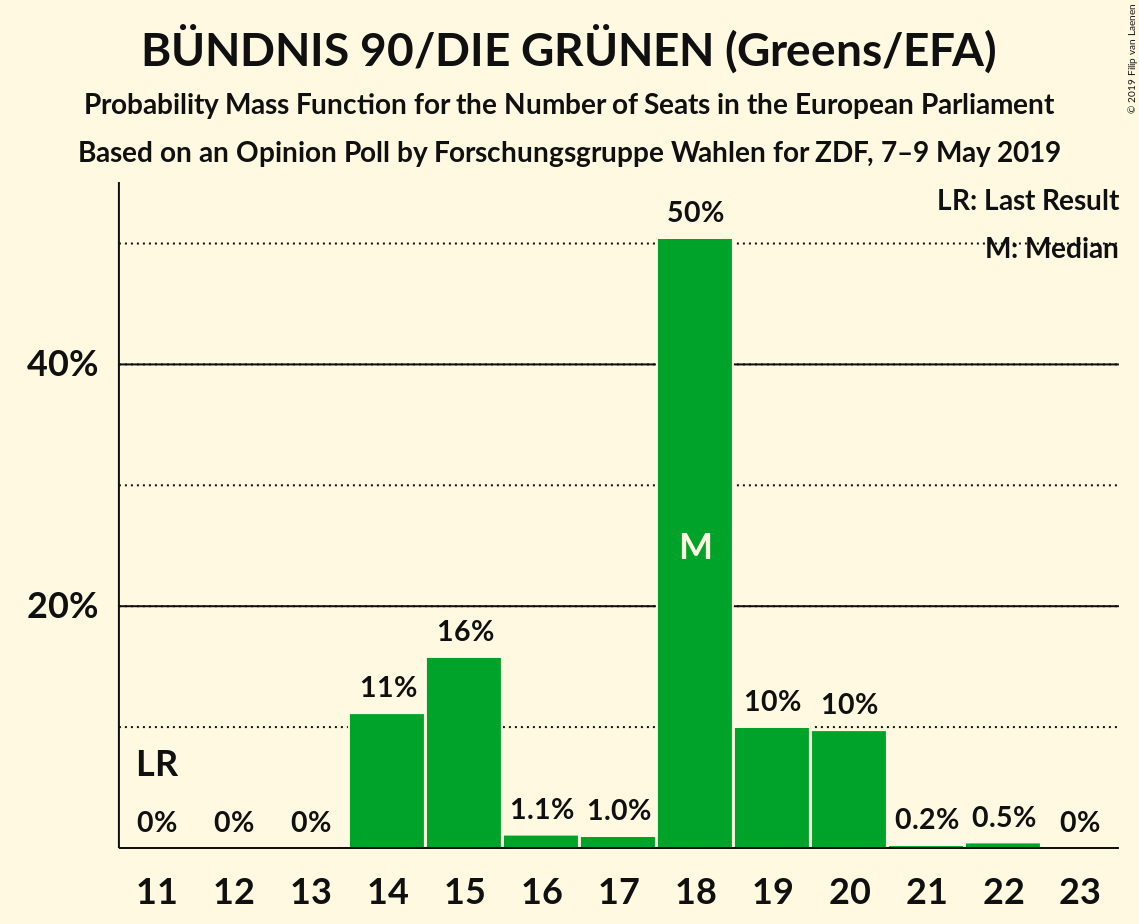 BÜNDNIS 90/DIE GRÜNEN (Greens/EFA)
Probability Mass Function for the Number of Seats in the European Parliament
Based on an Opinion Poll by Forschungsgruppe Wahlen for ZDF, 7–9 May 2019
© 2019 Filip van Laenen
LR: Last Result
M: Median
50%
40%
M
20%
16%
11%
10%
10%
LR
0%
0%
0%
1.1%
1.0%
0.2%
0.5%
0%
11 12 13 14 15 16 17 18 19 20 21 22 23